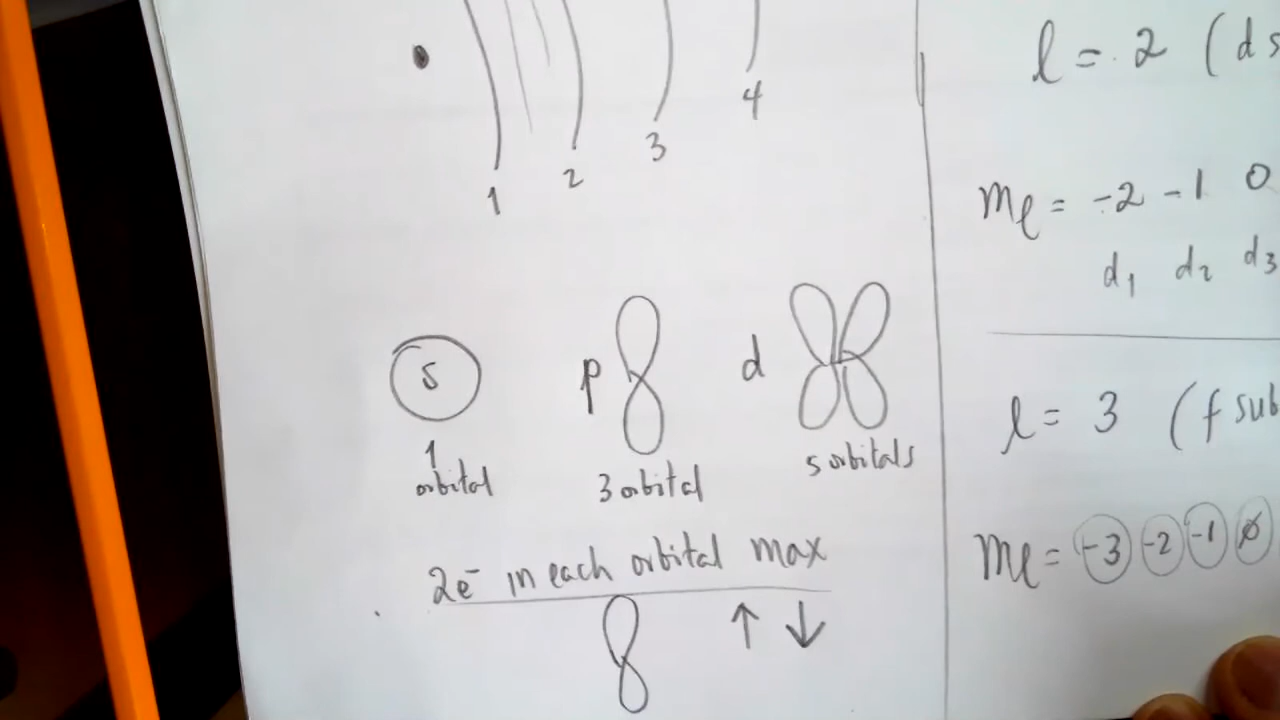 1 2 3 4
s p d
1 orbital
3 orbital
5 orbitals
2e⁻ in each orbital max
↑ ↓
l = 2 (d s
ml = -2 -1 0
d1 d2 d3
l = 3 (f sub
ml = -3 -2 -1 0